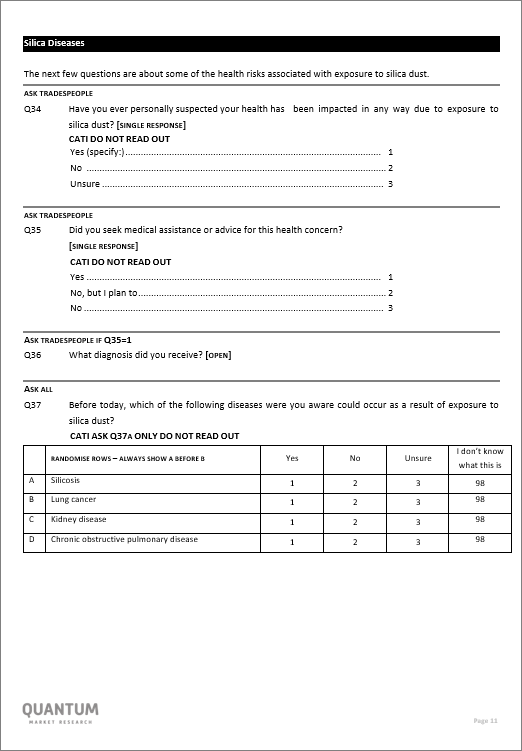 Silica Diseases
The next few questions are about some of the health risks associated with exposure to silica dust.
ASK TRADESPEOPLE
Q34 Have you ever personally suspected your health has been impacted in any way due to exposure to
silica dust? [SINGLE RESPONSE]
CATI DO NOT READ OUT
Yes (specify:) 1
No 2
Unsure 3
ASK TRADESPEOPLE
Q35 Did you seek medical assistance or advice for this health concern?
[SINGLE RESPONSE]
CATI DO NOT READ OUT
Yes 1
No, but I plan to 2
No 3
ASK TRADESPEOPLE IF Q35=1
Q36 What diagnosis did you receive? [OPEN]
ASK ALL
Q37 Before today, which of the following diseases were you aware could occur as a result of exposure to
silica dust?
CATI ASK Q37A ONLY DO NOT READ OUT
RANDOMISE ROWS – ALWAYS SHOW A BEFORE B Yes No Unsure I don't know
what this is
A Silicosis 1 2 3 98
B Lung cancer 1 2 3 98
C Kidney disease 1 2 3 98
D Chronic obstructive pulmonary disease 1 2 3 98
QUANTUM
MARKET RESEARCH
Page 11